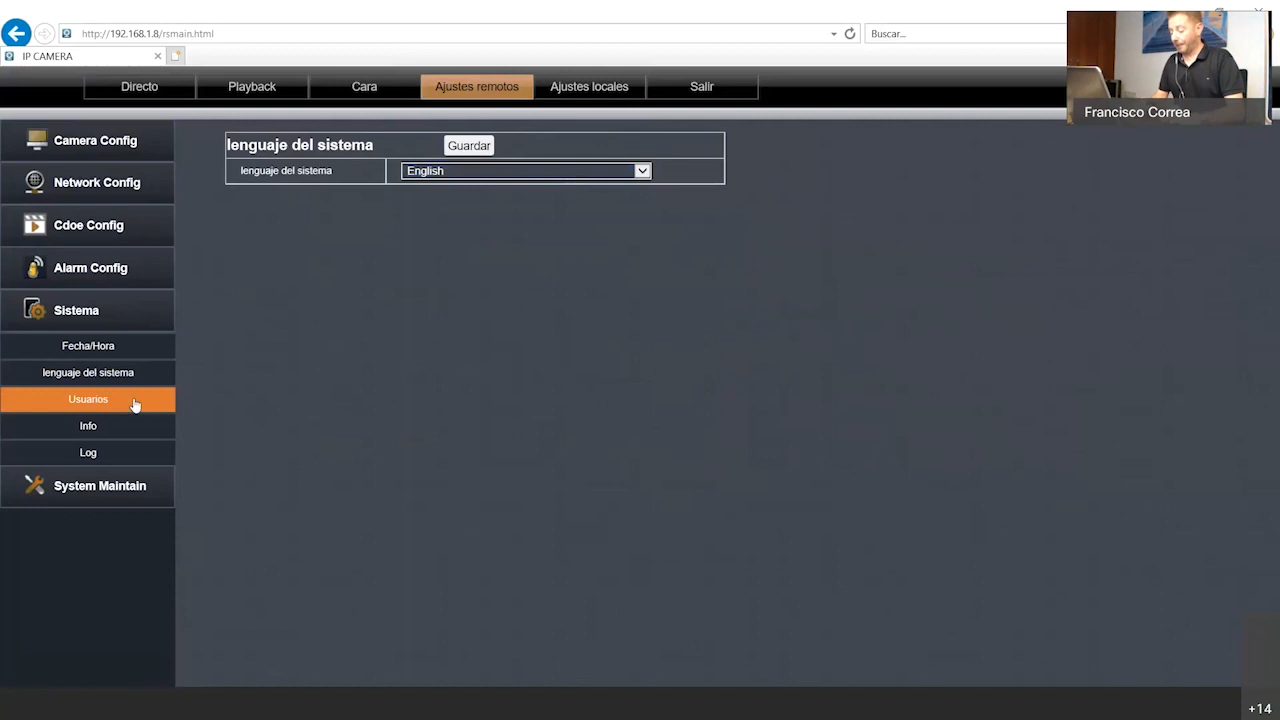 http://192.168.1.8/rsmain.html
Buscar...
IP CAMERA
Directo
Playback
Cara
Ajustes remotos
Ajustes locales
Salir
Francisco Correa
Camera Config
Network Config
Cdoe Config
Alarm Config
Sistema
Fecha/Hora
lenguaje del sistema
Usuarios
Info
Log
System Maintain
lenguaje del sistema
Guardar
lenguaje del sistema
English
+14